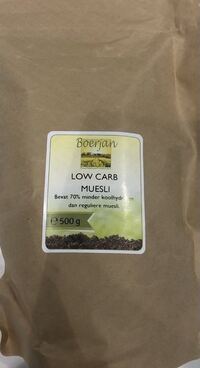 Boerjan
LOW CARB
MUESLI
Bevat 70% minder
dan reguliere muesli.
℮ 500 g